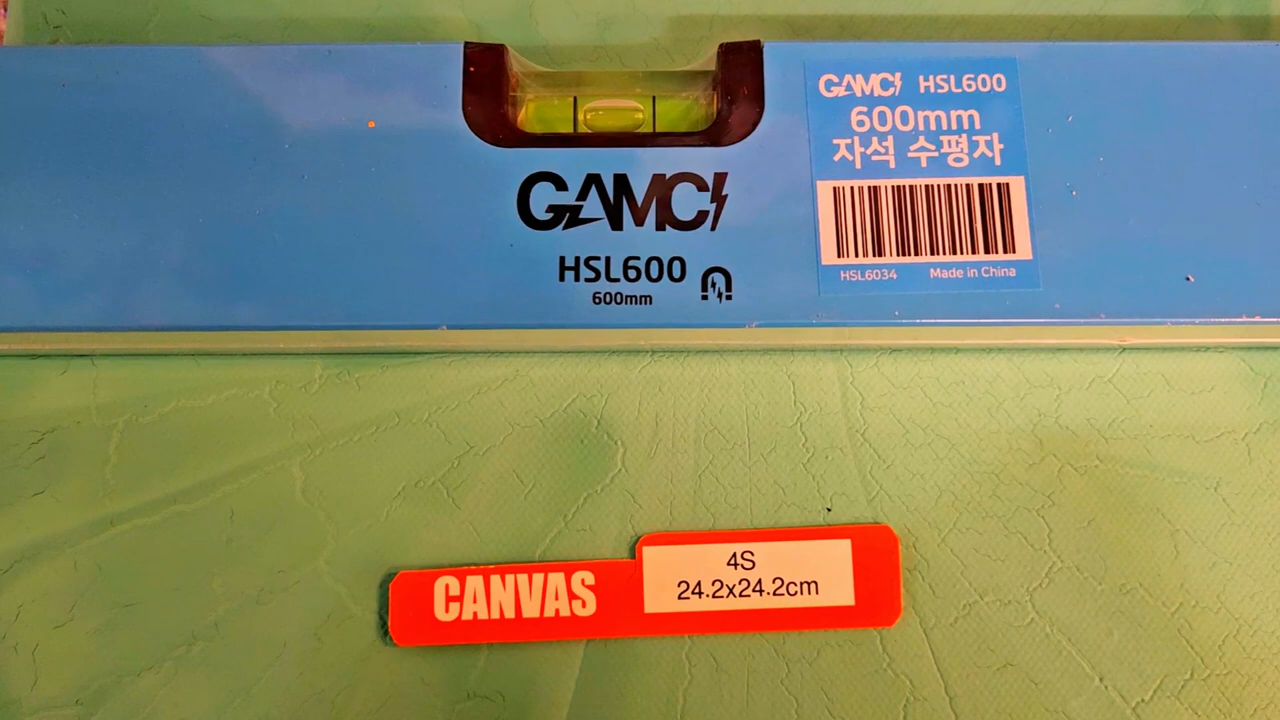 GAMCI HSL600
600mm
자석 수평자
HSL6034 Made in China
GAMCI
HSL600
600mm
CANVAS
4S
24.2x24.2cm